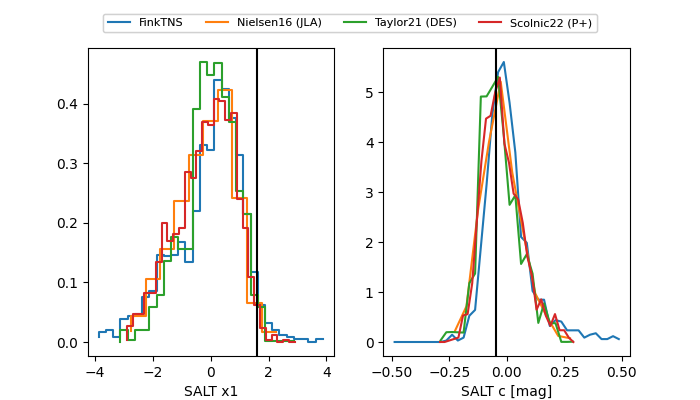 FinkTNS Nielsen16 (JLA) Taylor21 (DES) Scolnic22 (P+)
0.4
0.3
0.2
0.1
0.0
−4 −2 0 2 4
SALT x1
5
4
3
2
1
0
−0.50 −0.25 0.00 0.25 0.50
SALT c [mag]